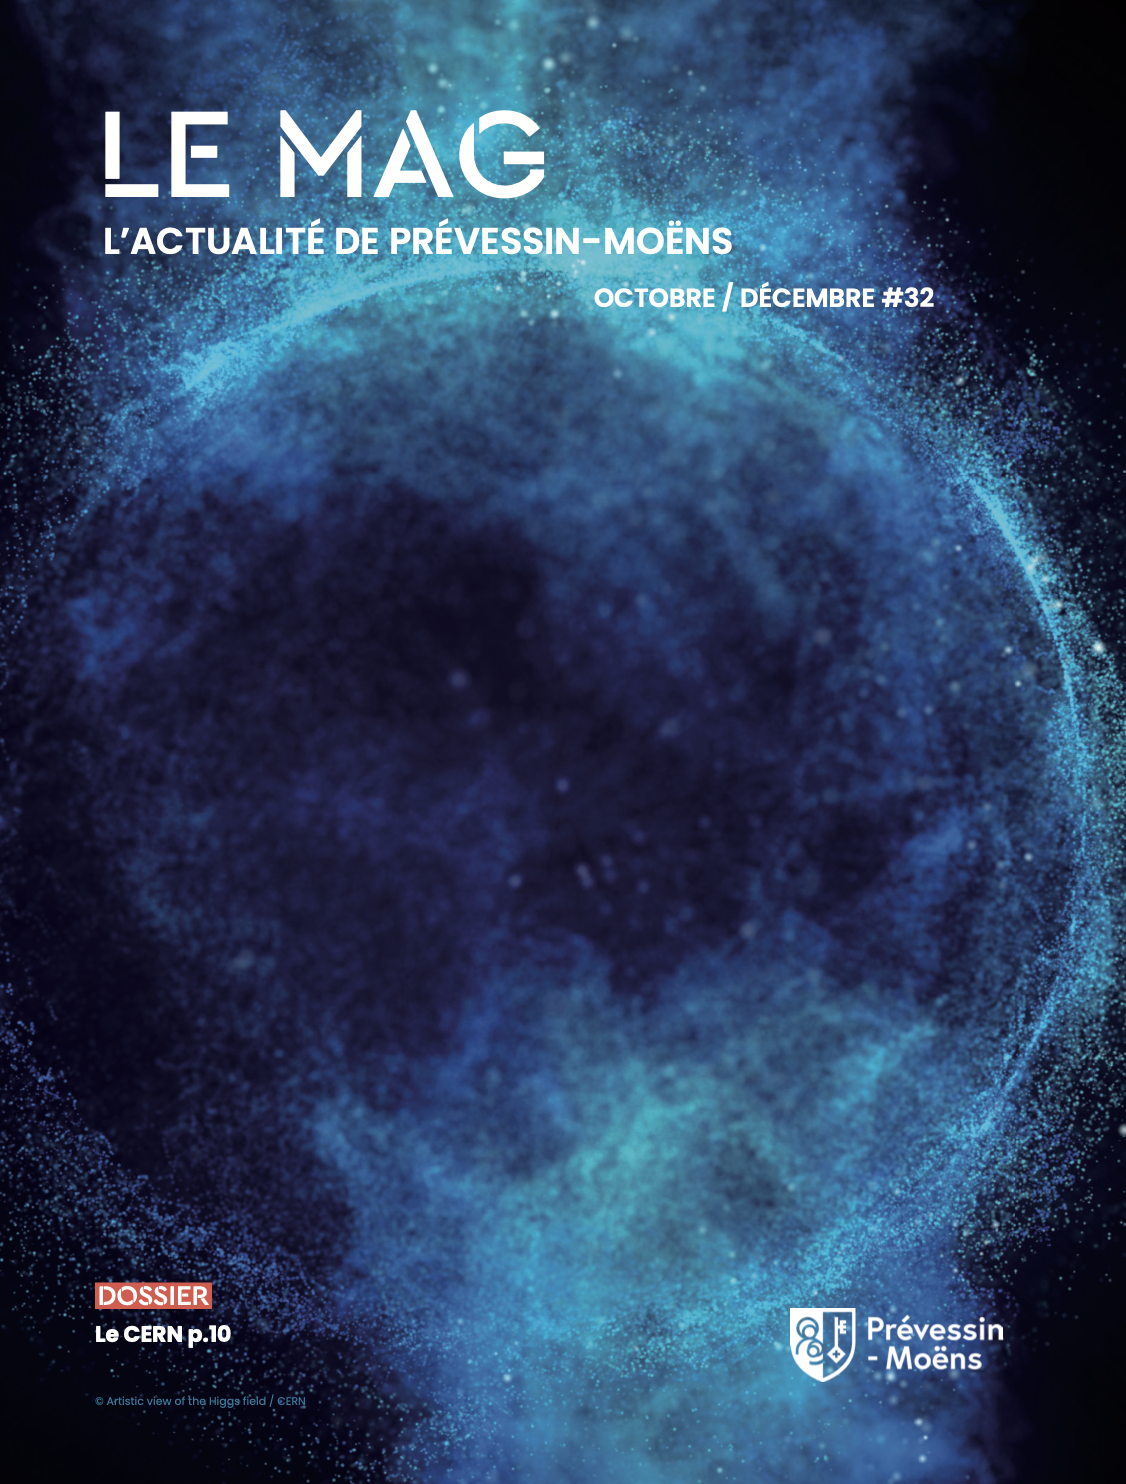 LE MAG
L'ACTUALITÉ DE PRÉVESSIN-MOËNS
OCTOBRE / DÉCEMBRE #32
DOSSIER
Le CERN p.10
Prévessin
- Moëns
© Artistic view of the Higgs field / CERN